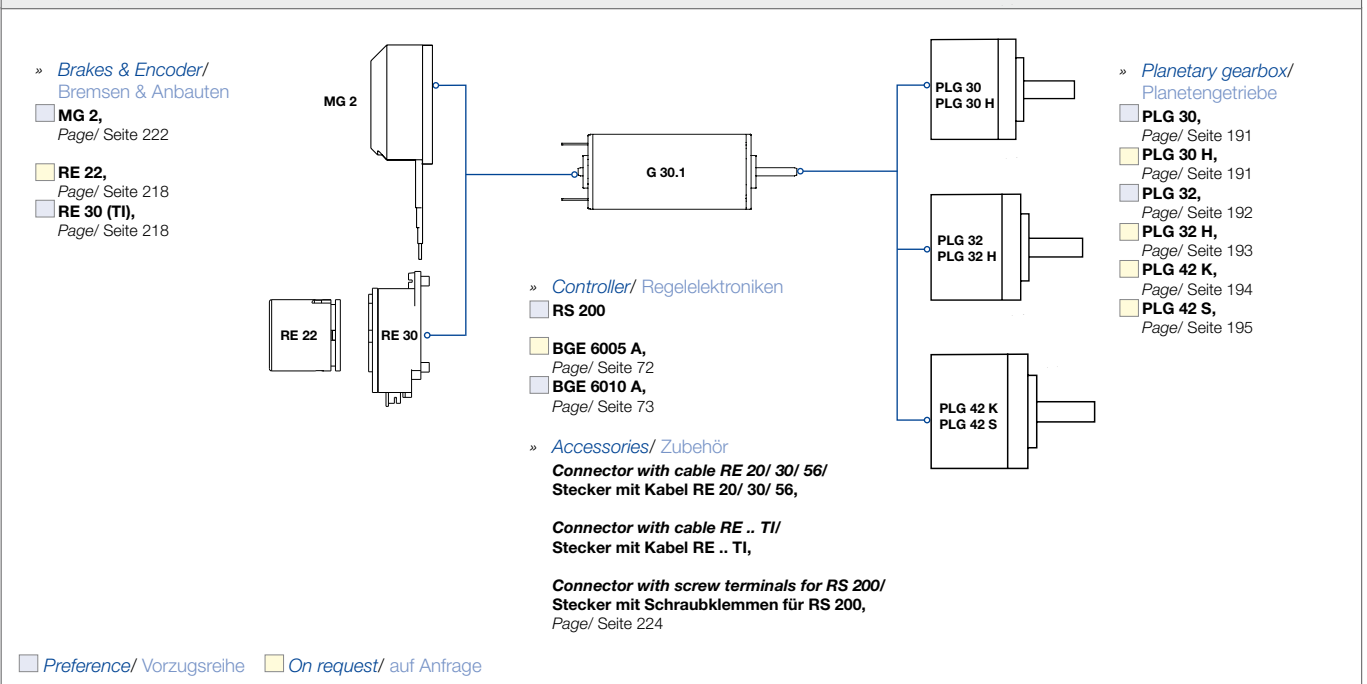 » Brakes & Encoder/
Bremsen & Anbauten
MG 2,
Page/ Seite 222
RE 22,
Page/ Seite 218
RE 30 (TI),
Page/ Seite 218
MG 2
RE 22
RE 30
G 30.1
» Controller/ Regelelektroniken
RS 200
BGE 6005 A,
Page/ Seite 72
BGE 6010 A,
Page/ Seite 73
» Accessories/ Zubehör
Connector with cable RE 20/ 30/ 56/
Stecker mit Kabel RE 20/ 30/ 56,
Connector with cable RE .. TI/
Stecker mit Kabel RE .. TI,
Connector with screw terminals for RS 200/
Stecker mit Schraubklemmen für RS 200,
Page/ Seite 224
PLG 30
PLG 30 H
PLG 32
PLG 32 H
PLG 42 K
PLG 42 S
» Planetary gearbox/
Planetengetriebe
PLG 30,
Page/ Seite 191
PLG 30 H,
Page/ Seite 191
PLG 32,
Page/ Seite 192
PLG 32 H,
Page/ Seite 193
PLG 42 K,
Page/ Seite 194
PLG 42 S,
Page/ Seite 195
Preference/ Vorzugsreihe On request/ auf Anfrage